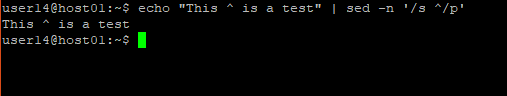 user14@host01:~$ echo "This ^ is a test" | sed -n '/s ^/p'
This ^ is a test
user14@host01:~$